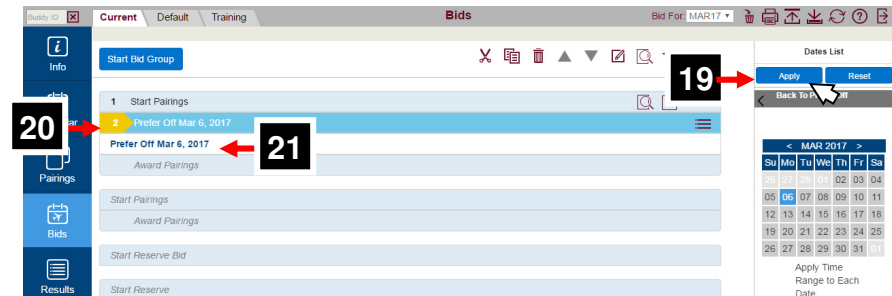 Buddy ID
Current Default Training
Bids
Bid For: MAR17
Info
Start Bid Group
19
Dates List
Apply Reset
1 Start Pairings
20
2 Prefer Off Mar 6, 2017
Prefer Off Mar 6, 2017
21
Award Pairings
< MAR 2017 >
Su Mo Tu We Th Fr Sa
26 27 28 01 02 03 04
05 06 07 08 09 10 11
12 13 14 15 16 17 18
19 20 21 22 23 24 25
26 27 28 29 30 31 01
Pairings
Start Pairings
Award Pairings
Bids
Start Reserve Bid
Results
Start Reserve
Back To
Apply Time
Range to Each
Date